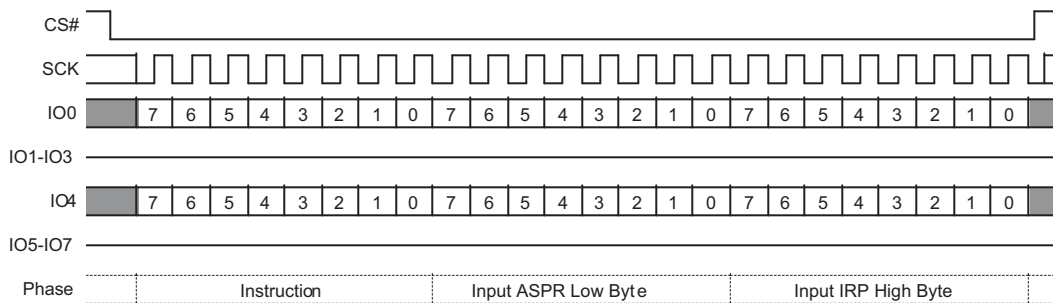 CS#
SCK
IO0 7 6 5 4 3 2 1 0 7 6 5 4 3 2 1 0 7 6 5 4 3 2 1 0
IO1-IO3
IO4 7 6 5 4 3 2 1 0 7 6 5 4 3 2 1 0 7 6 5 4 3 2 1 0
IO5-IO7
Phase Instruction Input ASPR Low Byte Input IRP High Byte